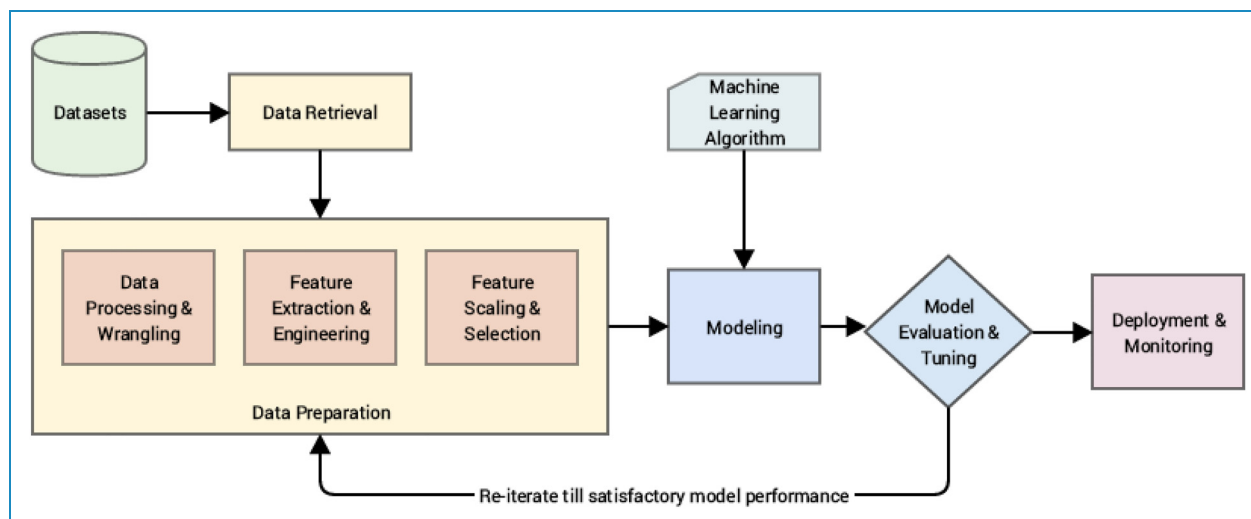 Datasets
Data Retrieval
Machine
Learning
Algorithm
Data
Processing &
Wrangling
Feature
Extraction &
Engineering
Feature
Scaling &
Selection
Data Preparation
Modeling
Model
Evaluation &
Tuning
Deployment &
Monitoring
Re-iterate till satisfactory model performance